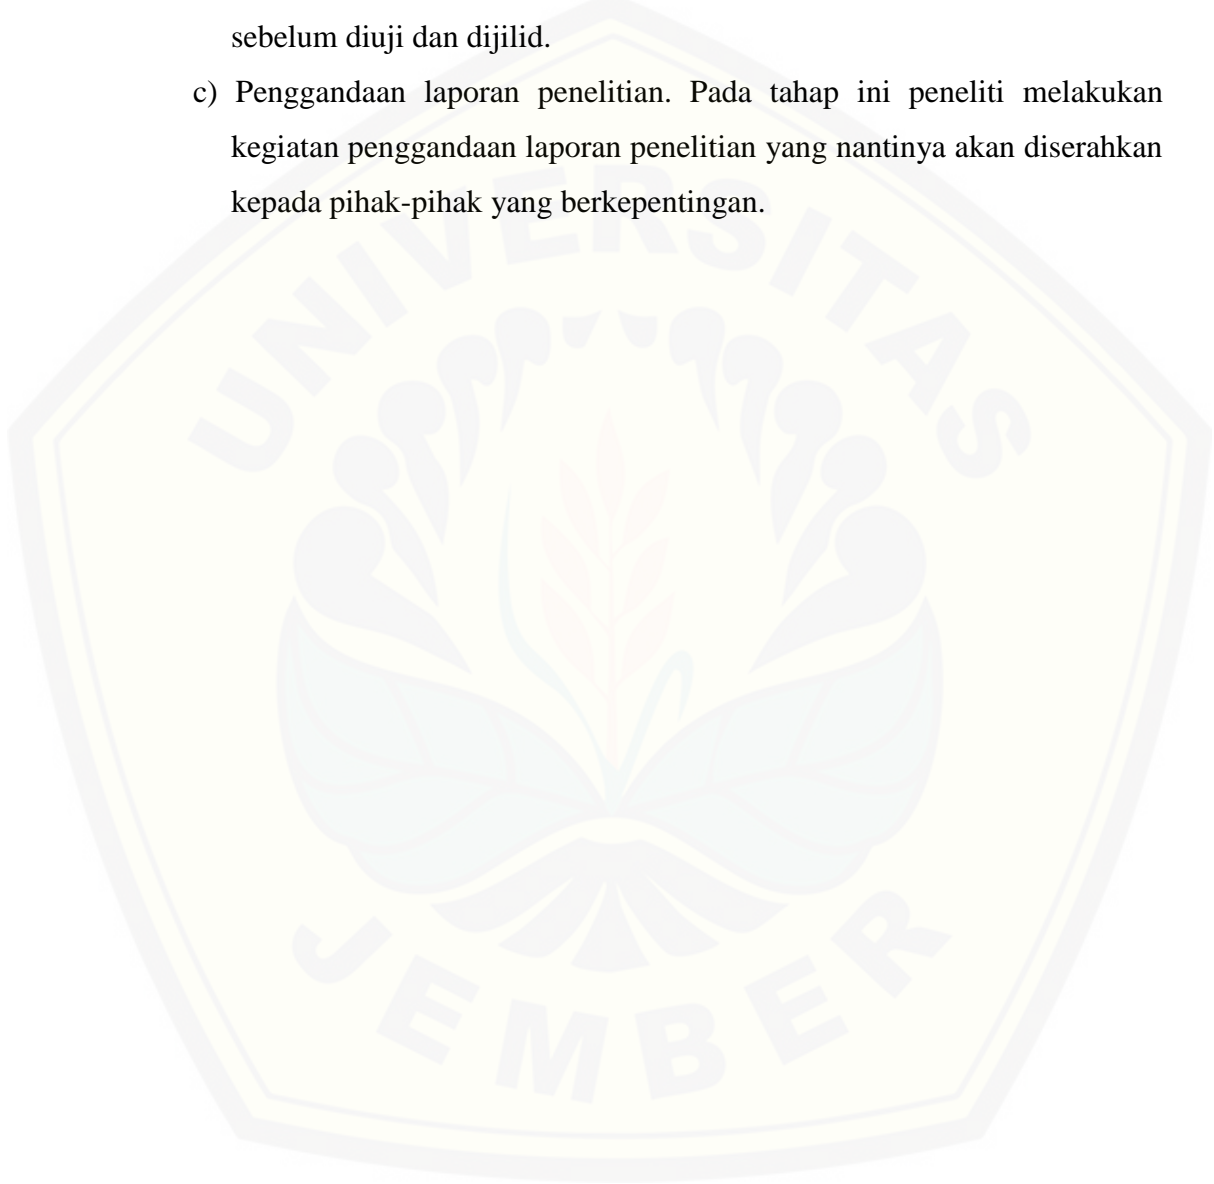 sebelum diuji dan dijilid.
c) Penggandaan laporan penelitian. Pada tahap ini peneliti melakukan
kegiatan penggandaan laporan penelitian yang nantinya akan diserahkan
kepada pihak-pihak yang berkepentingan.
UNIVERSITAS
JEMBER